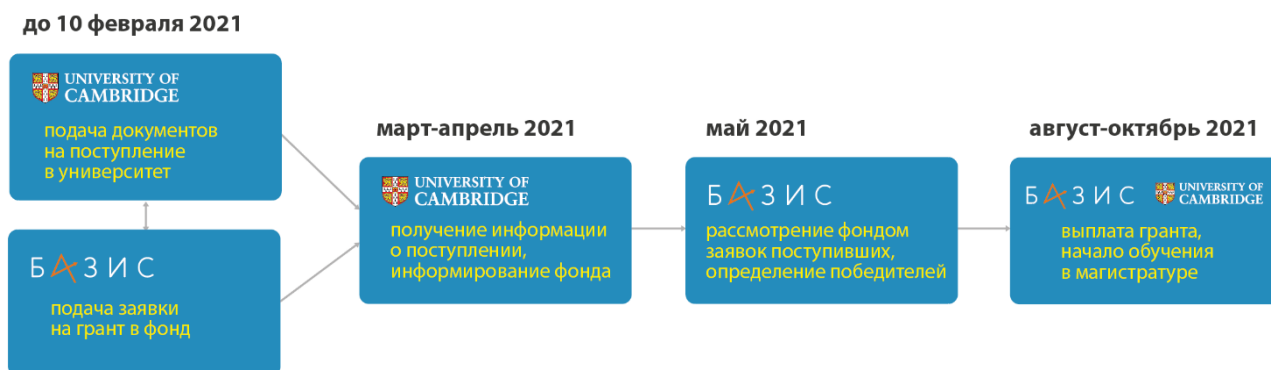 до 10 февраля 2021
UNIVERSITY OF
CAMBRIDGE
подача документов
на поступление
в университет
БАЗИС
подача заявки
на грант в фонд
март-апрель 2021
UNIVERSITY OF
CAMBRIDGE
получение информации
о поступлении,
информирование фонда
май 2021
БАЗИС
рассмотрение фондом
заявок поступивших,
определение победителей
август-октябрь 2021
БАЗИС
UNIVERSITY OF
CAMBRIDGE
выплата гранта,
начало обучения
в магистратуре